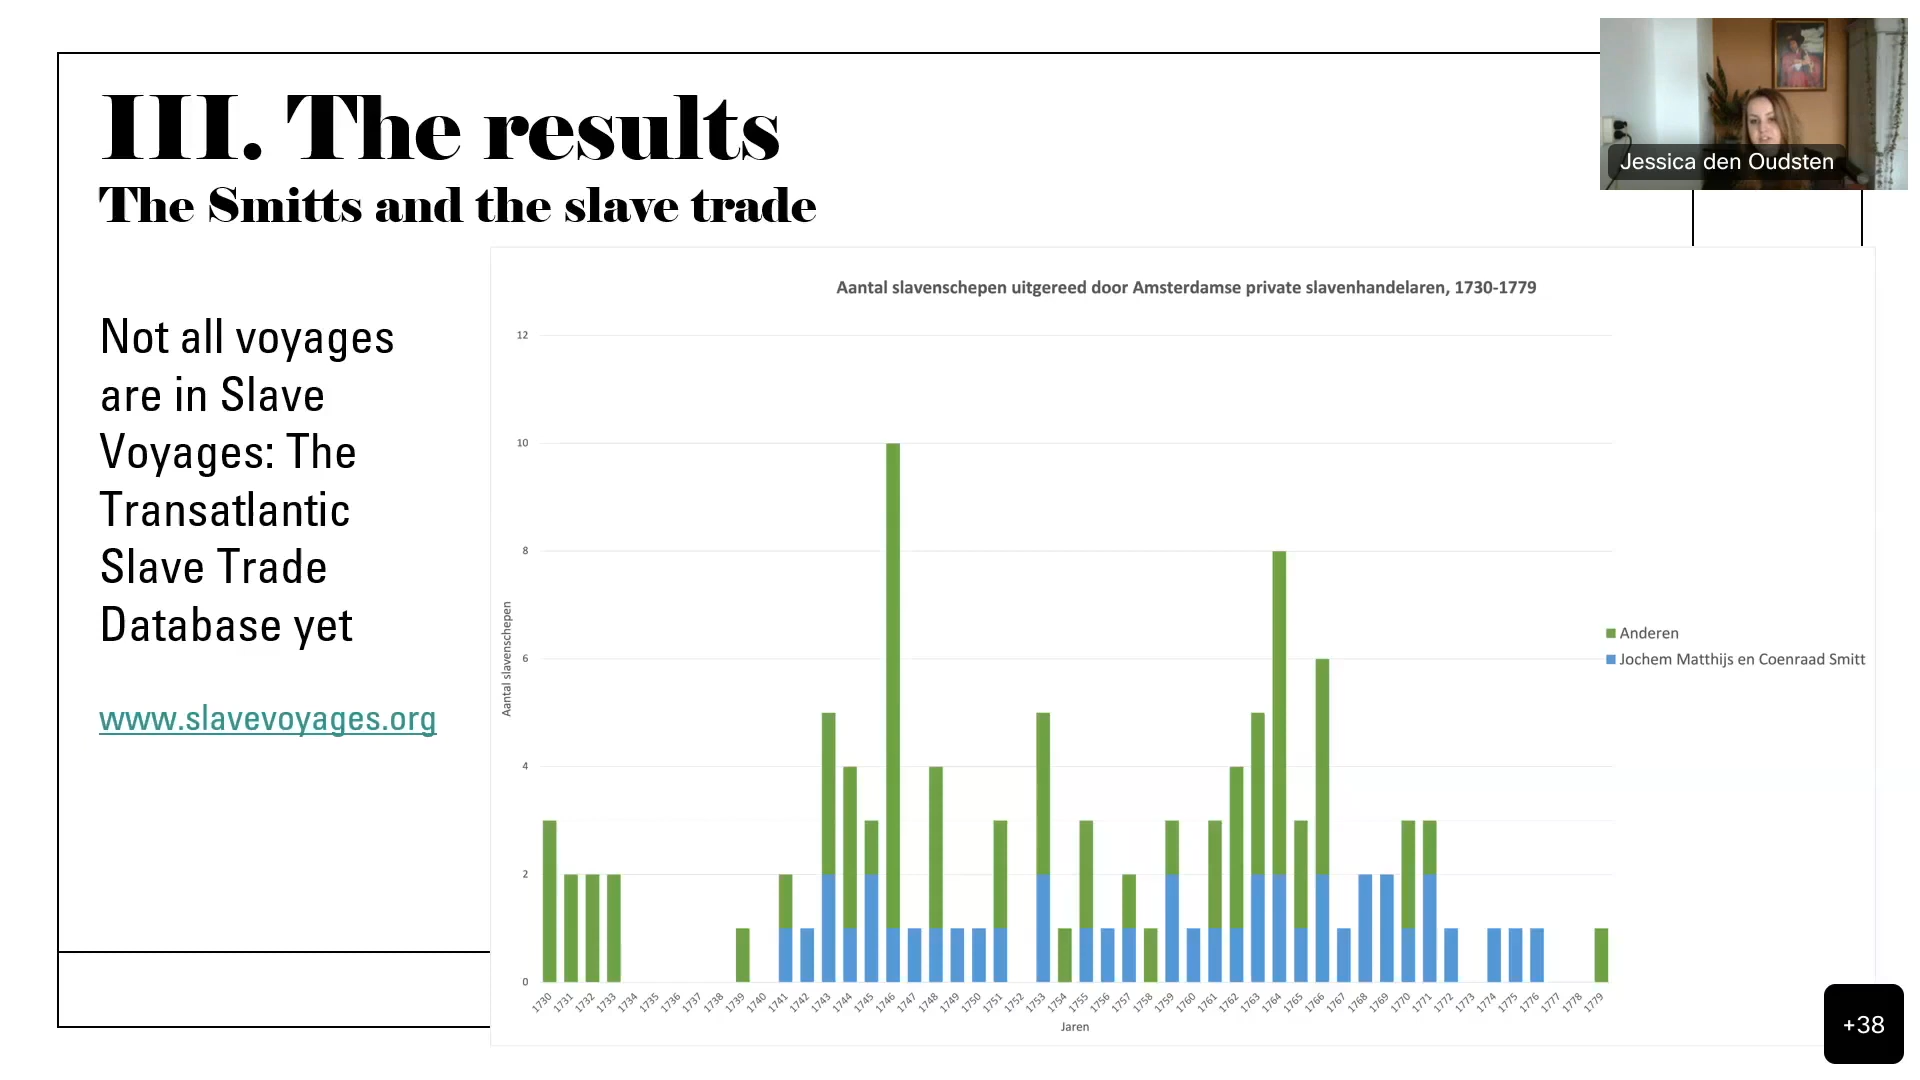 III. The results
The Smitts and the slave trade
Jessica den Oudsten
Not all voyages
are in Slave
Voyages: The
Transatlantic
Slave Trade
Database yet
www.slavevoyages.org
Aantal slavenschepen uitgereed door Amsterdamse private slavenhandelaren, 1730-1779
Aantal slavenschepen
12
10
8
6
4
2
0
1730 1731 1732 1733 1734 1735 1736 1737 1738 1739 1740 1741 1742 1743 1744 1745 1746 1747 1748 1749 1750 1751 1752 1753 1754 1755 1756 1757 1758 1759 1760 1761 1762 1763 1764 1765 1766 1767 1768 1769 1770 1771 1772 1773 1774 1775 1776 1777 1778 1779
Jaren
Anderen
Jochem Matthijs en Coenraad Smitt
+38